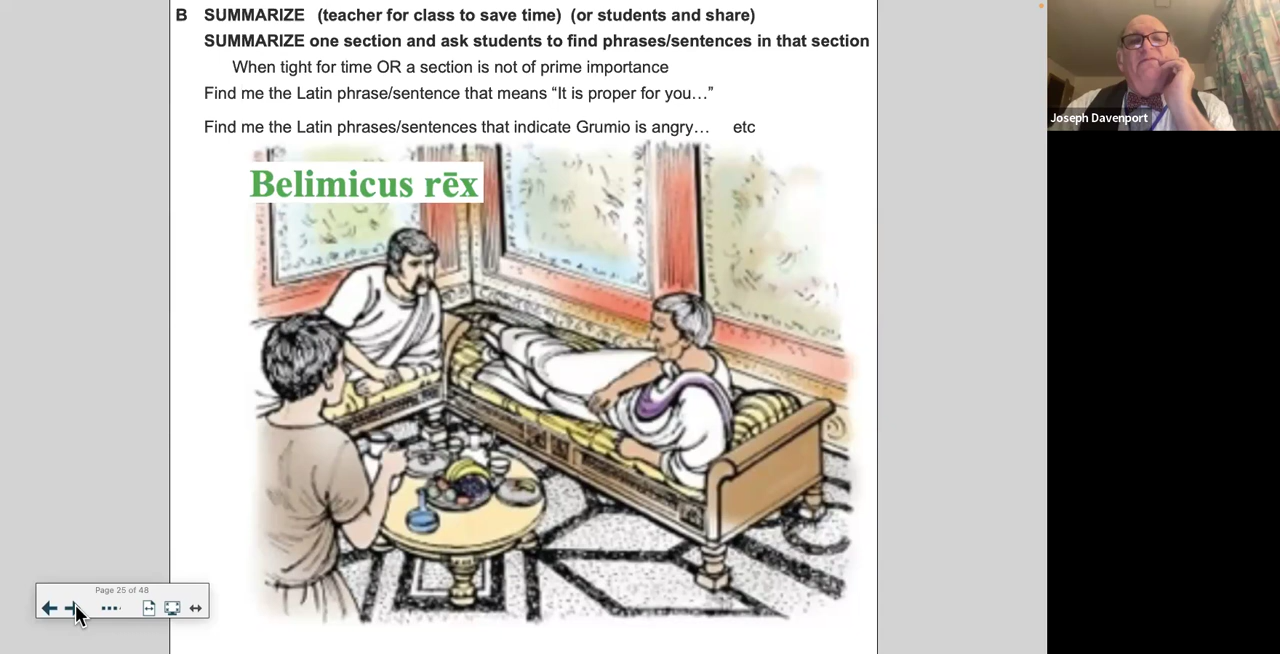 B SUMMARIZE (teacher for class to save time) (or students and share)
SUMMARIZE one section and ask students to find phrases/sentences in that section
When tight for time OR a section is not of prime importance
Find me the Latin phrase/sentence that means “It is proper for you…”
Find me the Latin phrases/sentences that indicate Grumio is angry… etc
Belimicus rēx
Joseph Davenport
Page 25 of 48